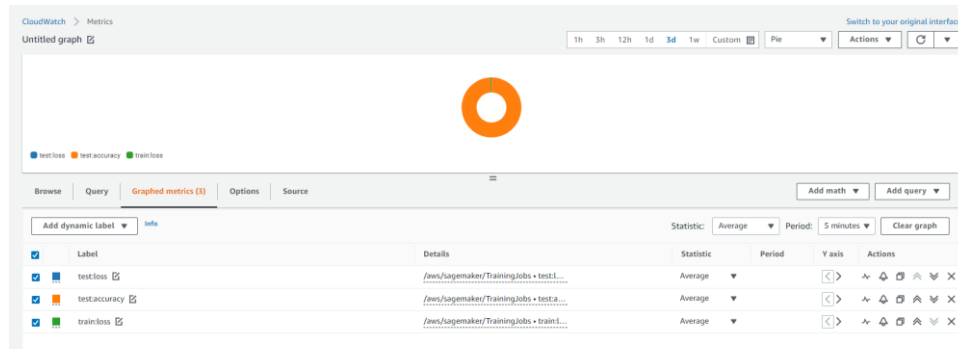 CloudWatch > Metrics
Switch to your original interfac
Untitled graph
1h 3h 12h 1d 3d 1w Custom Pie Actions
test:loss test:accuracy train:loss
Browse Query Graphed metrics (3) Options Source Add math Add query
Add dynamic label Info Statistic: Average Period: 5 minutes Clear graph
Label Details Statistic Period Y axis Actions
test:loss /aws/sagemaker/TrainingJobs • test:l... Average < >
test:accuracy /aws/sagemaker/TrainingJobs • test:a... Average < >
train:loss /aws/sagemaker/TrainingJobs • train:l... Average < >